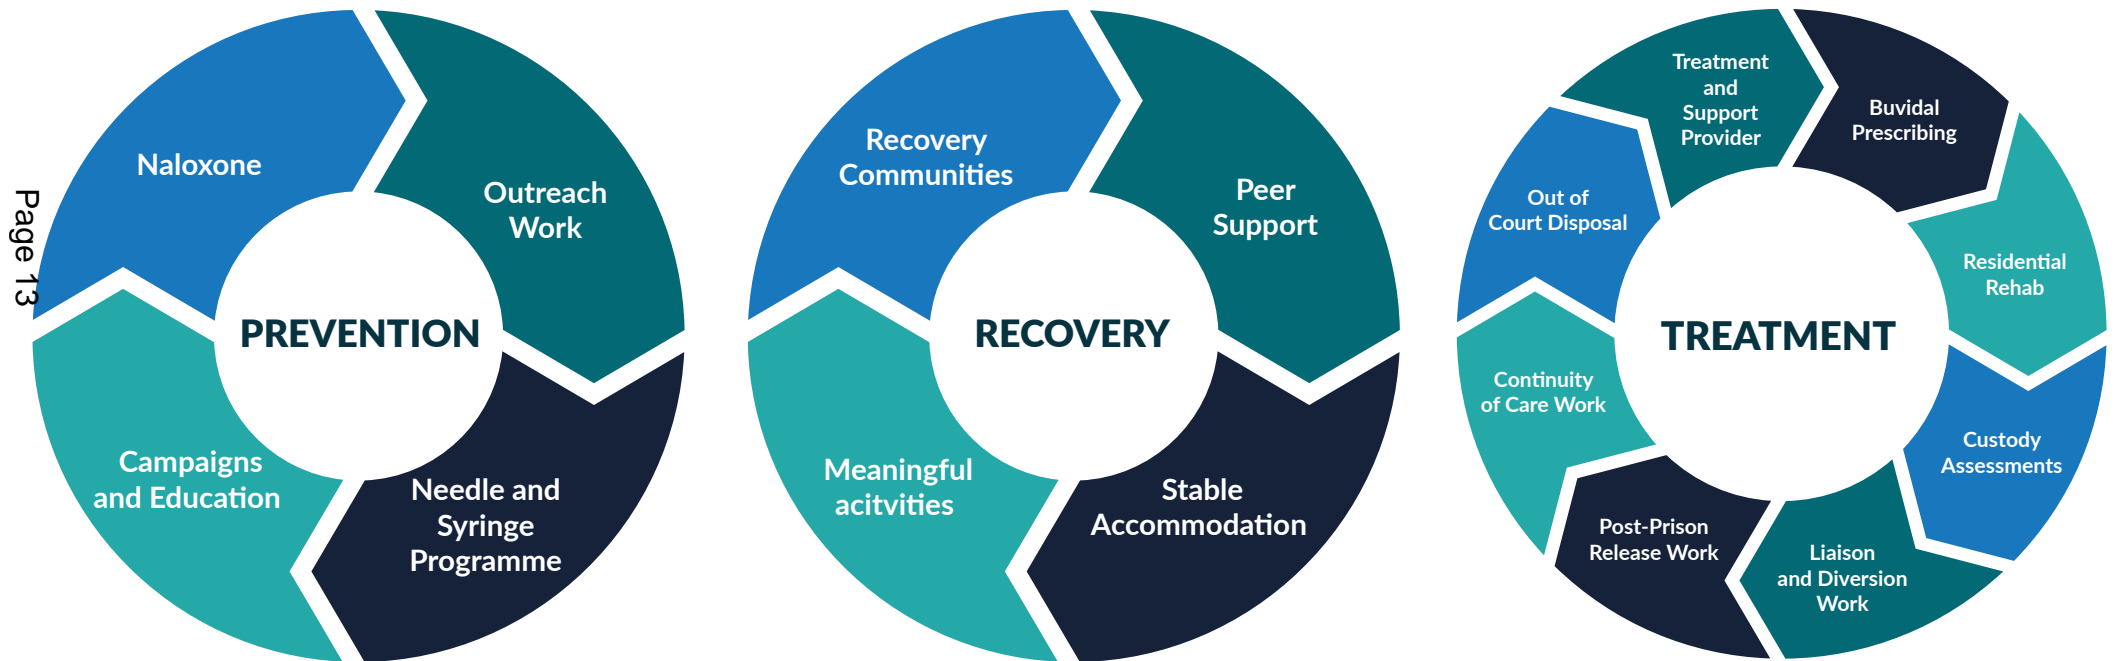 Page 13
Naloxone
Outreach
Work
PREVENTION
Campaigns
and Education
Needle and
Syringe
Programme
Recovery
Communities
Peer
Support
RECOVERY
Meaningful
acitvities
Stable
Accommodation
Treatment
and
Support
Provider
Buvidal
Prescribing
Out of
Court Disposal
Residential
Rehab
TREATMENT
Continuity
of Care Work
Custody
Assessments
Post-Prison
Release Work
Liaison
and Diversion
Work